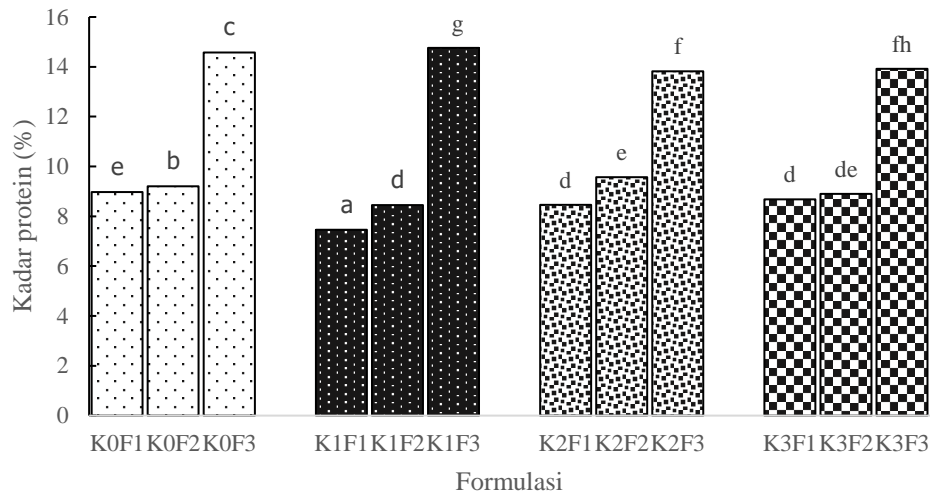 16
14
12
10
8
6
4
2
0
Kadar protein (%)
e b c
a d g
d e f
d de fh
K0F1 K0F2 K0F3 K1F1 K1F2 K1F3 K2F1 K2F2 K2F3 K3F1 K3F2 K3F3
Formulasi